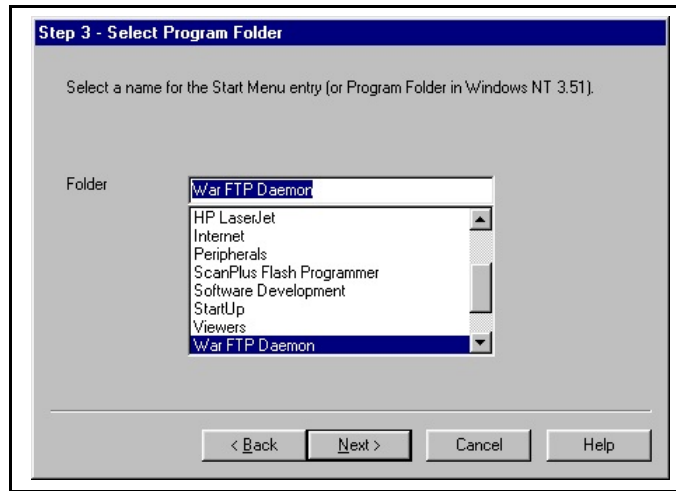 Step 3 - Select Program Folder
Select a name for the Start Menu entry (or Program Folder in Windows NT 3.51).
Folder
War FTP Daemon
HP LaserJet
Internet
Peripherals
ScanPlus Flash Programmer
Software Development
StartUp
Viewers
War FTP Daemon
< Back Next > Cancel Help